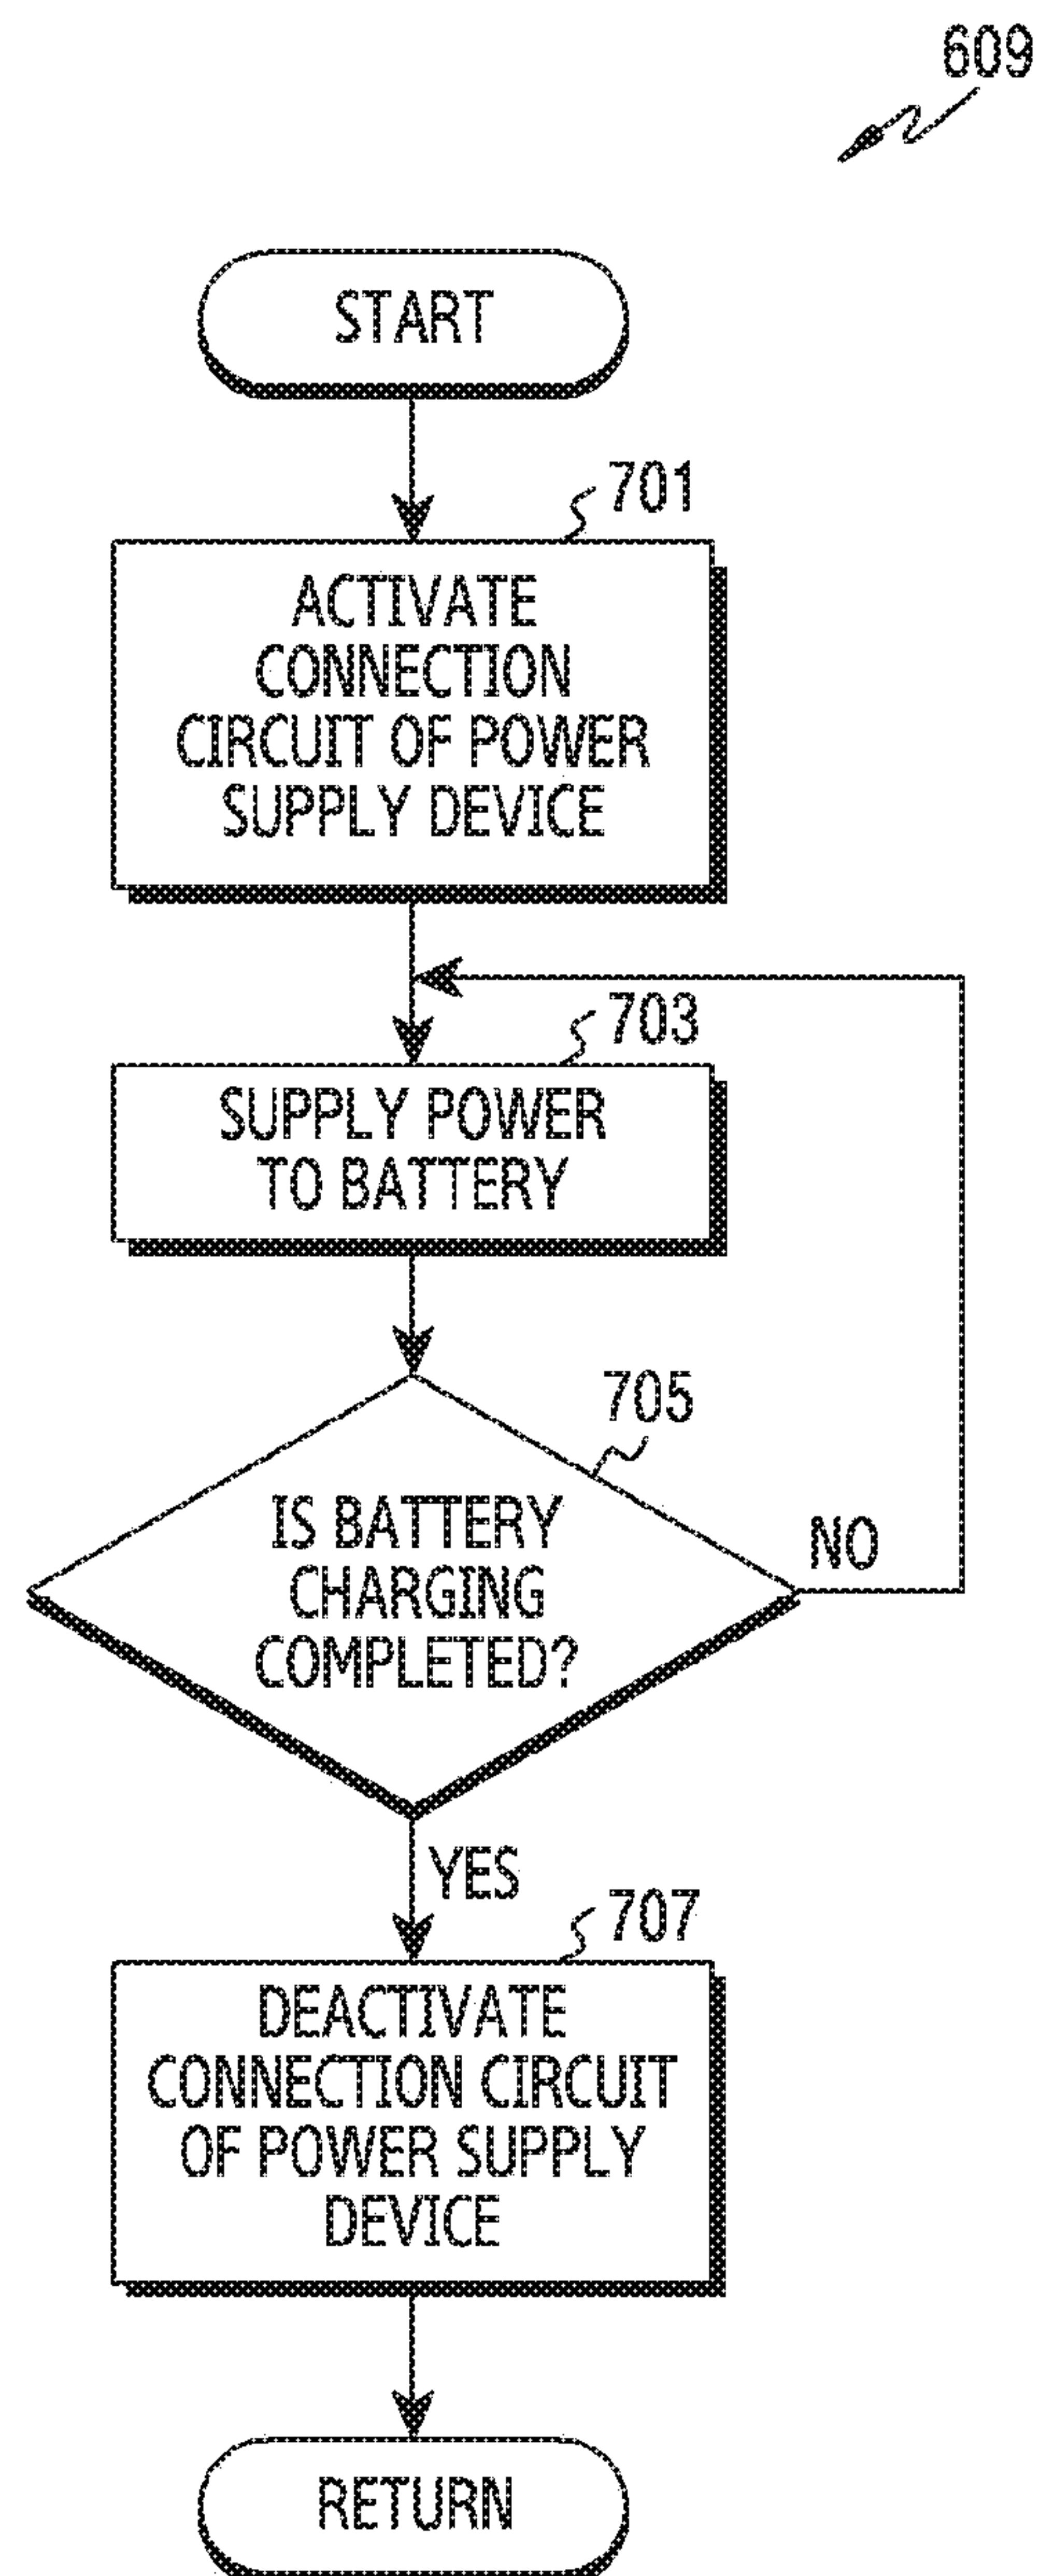 609
START
701
ACTIVATE
CONNECTION
CIRCUIT OF POWER
SUPPLY DEVICE
703
SUPPLY POWER
TO BATTERY
705
IS BATTERY
CHARGING
COMPLETED?
NO
YES
707
DEACTIVATE
CONNECTION CIRCUIT
OF POWER SUPPLY
DEVICE
RETURN